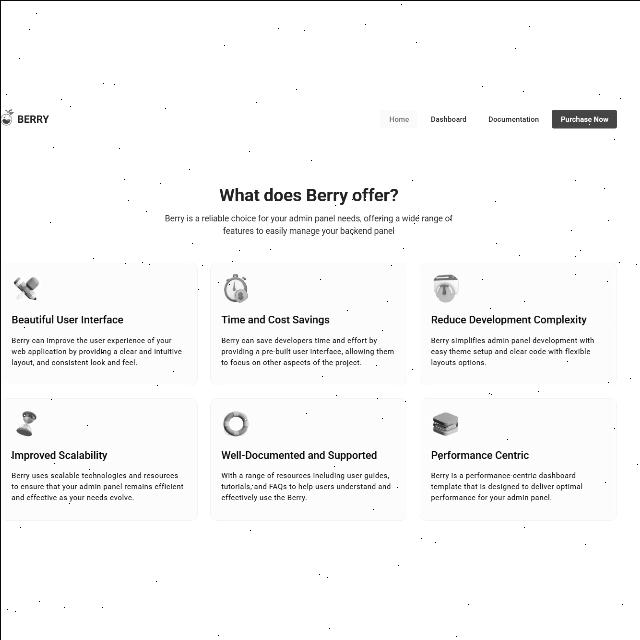 BERRY
Home Dashboard Documentation Purchase Now
What does Berry offer?
Berry is a reliable choice for your admin panel needs, offering a wide range of
features to easily manage your backend panel
Beautiful User Interface
Berry can improve the user experience of your
web application by providing a clear and intuitive
layout, and consistent look and feel.
Time and Cost Savings
Berry can save developers time and effort by
providing a pre-built user interface, allowing them
to focus on other aspects of the project.
Reduce Development Complexity
Berry simplifies admin panel development with
easy theme setup and clear code with flexible
layouts options.
Improved Scalability
Berry uses scalable technologies and resources
to ensure that your admin panel remains efficient
and effective as your needs evolve.
Well-Documented and Supported
With a range of resources including user guides,
tutorials, and FAQs to help users understand and
effectively use the Berry.
Performance Centric
Berry is a performance-centric dashboard
template that is designed to deliver optimal
performance for your admin panel.